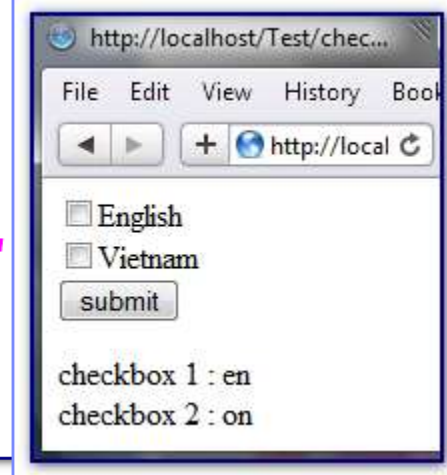 http://localhost/Test/chec...
File Edit View History Book
http://local
English
Vietnam
submit
checkbox 1 : en
checkbox 2 : on